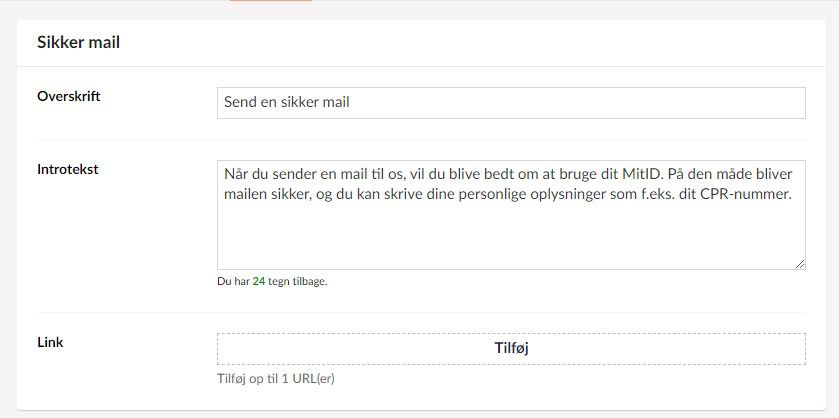 Sikker mail
Overskrift
Send en sikker mail
Introtekst
Når du sender en mail til os, vil du blive bedt om at bruge dit MitID. På den måde bliver
mailen sikker, og du kan skrive dine personlige oplysninger som f.eks. dit CPR-nummer.
Du har 24 tegn tilbage.
Link
Tilføj
Tilføj op til 1 URL(er)